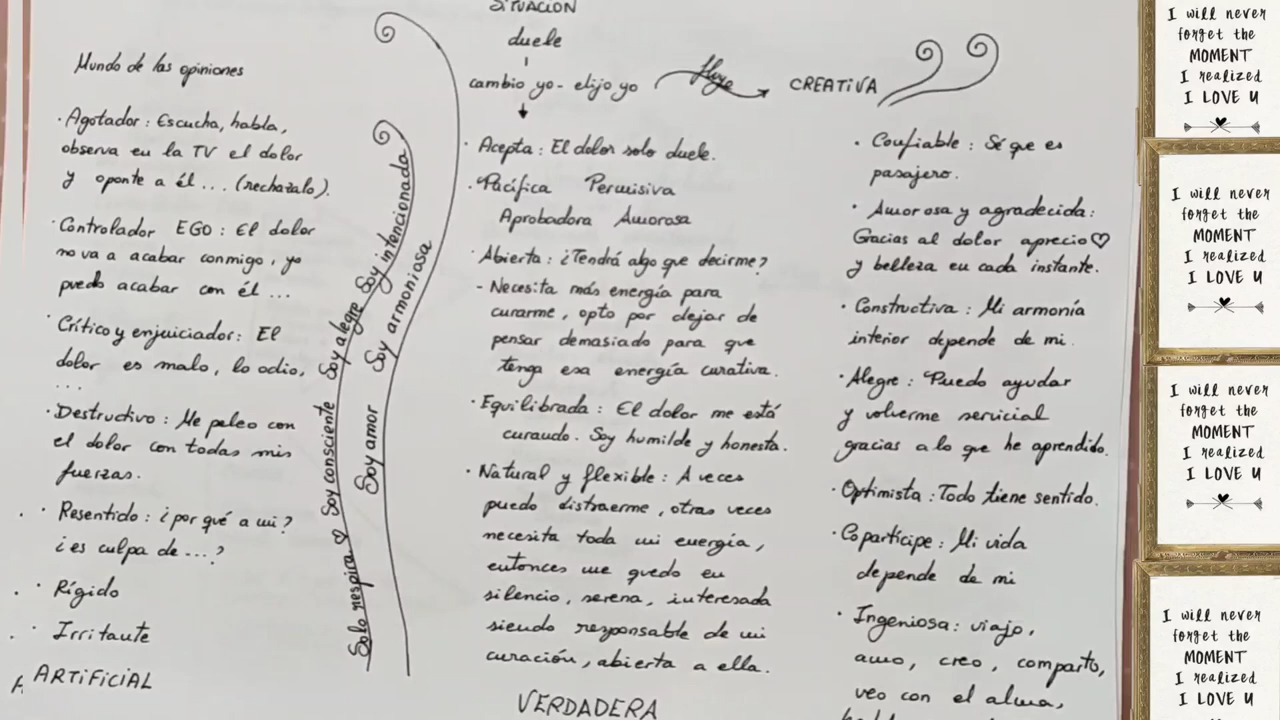 Mundo de las opiniones
· Agotador: Escucha, habla,
observa en la TV el dolor
y oponte a él... (rechazalo).
· Controlador EGO: El dolor
no va a acabar conmigo, yo
puedo acabar con él...
· Crítico y enjuiciador: El
dolor es malo, lo odio,
...
· Destructivo: Me peleo con
el dolor con todas mis
fuerzas.
· Resentido: ¿por qué a mi?
¿es culpa de...?
· Rígido
· Irritante
ARTIFICIAL
Solo respira ♡ Soy consciente Soy alegre Soy intencionada
Soy amor Soy armoniosa
SITUACIÓN
duele
cambio yo - elijo yo fluyo CREATIVA
· Acepta: El dolor solo duele.
· Pacífica Permisiva
Aprobadora Amorosa
· Abierta: ¿Tendrá algo que decirme?
- Necesita más energía para
curarme, opto por dejar de
pensar demasiado para que
tenga esa energía curativa.
· Equilibrada: El dolor me está
curando. Soy humilde y honesta.
· Natural y flexible: A veces
puedo distraerme, otras veces
necesita toda mi energía,
entonces me quedo en
silencio, serena, interesada
siendo responsable de mi
curación, abierta a ella.
VERDADERA
· Confiable: Sé que es
pasajero.
· Amorosa y agradecida:
Gracias al dolor aprecio ♡
y belleza en cada instante.
· Constructiva: Mi armonía
interior depende de mi.
· Alegre: Puedo ayudar
y volverme servicial
gracias a lo que he aprendido.
· Optimista: Todo tiene sentido.
· Copartícipe: Mi vida
depende de mi
· Ingeniosa: viajo,
amo, creo, comparto,
veo con el alma,
I will never
forget the
MOMENT
I realized
I LOVE U
I will never
forget the
MOMENT
I realized
I LOVE U
I will never
forget the
MOMENT
I realized
I LOVE U
I will never
forget the
MOMENT
I realized
I LOVE U